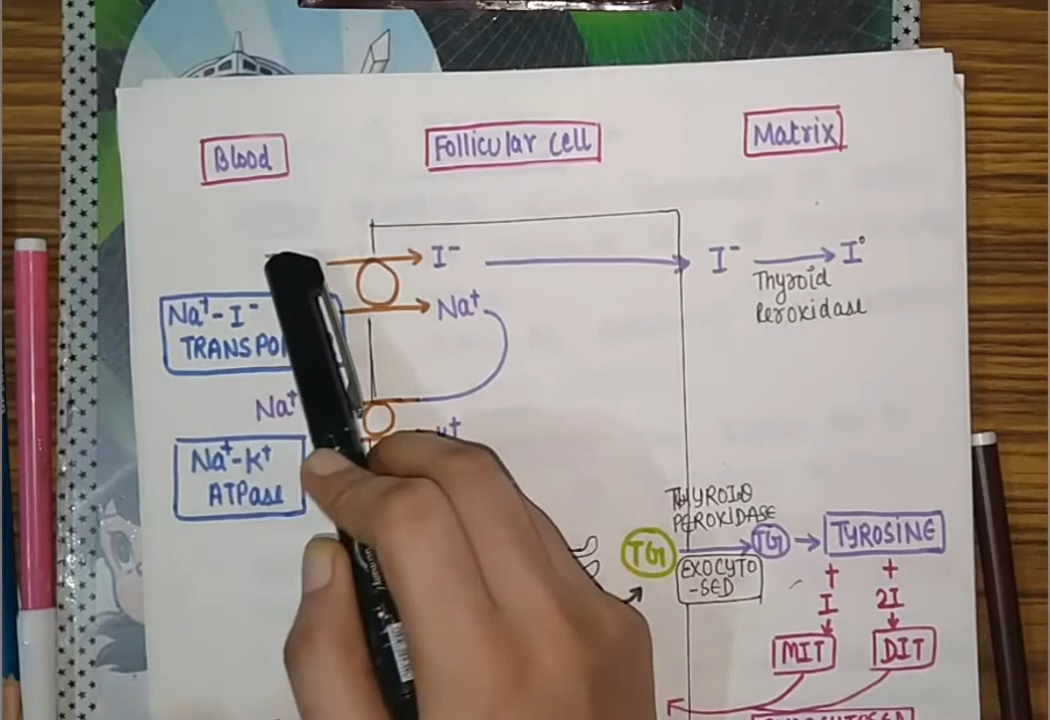 Blood
Follicular cell
Matrix
I⁻
I⁻
I°
Thyroid
Peroxidase
Na⁺
Na⁺-I⁻
Na⁺
Na⁺-K⁺
ATPase
THYROID
PEROXIDASE
TG
TG
TYROSINE
EXOCYTO
-SED
+
+
I
2I
MIT
DIT